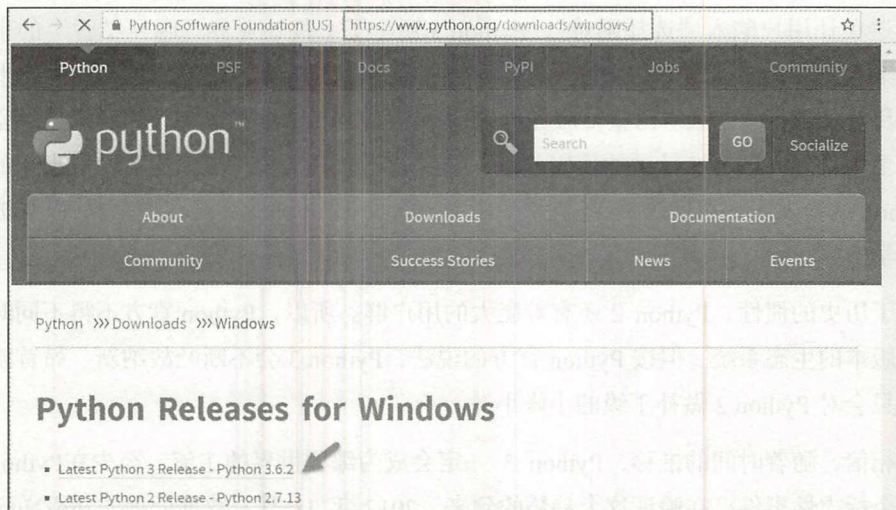 Python Software Foundation [US] https://www.python.org/downloads/windows/
Python PSF Docs PyPI Jobs Community
python™
Search GO Socialize
About Downloads Documentation
Community Success Stories News Events
Python >>> Downloads >>> Windows
Python Releases for Windows
Latest Python 3 Release - Python 3.6.2
Latest Python 2 Release - Python 2.7.13